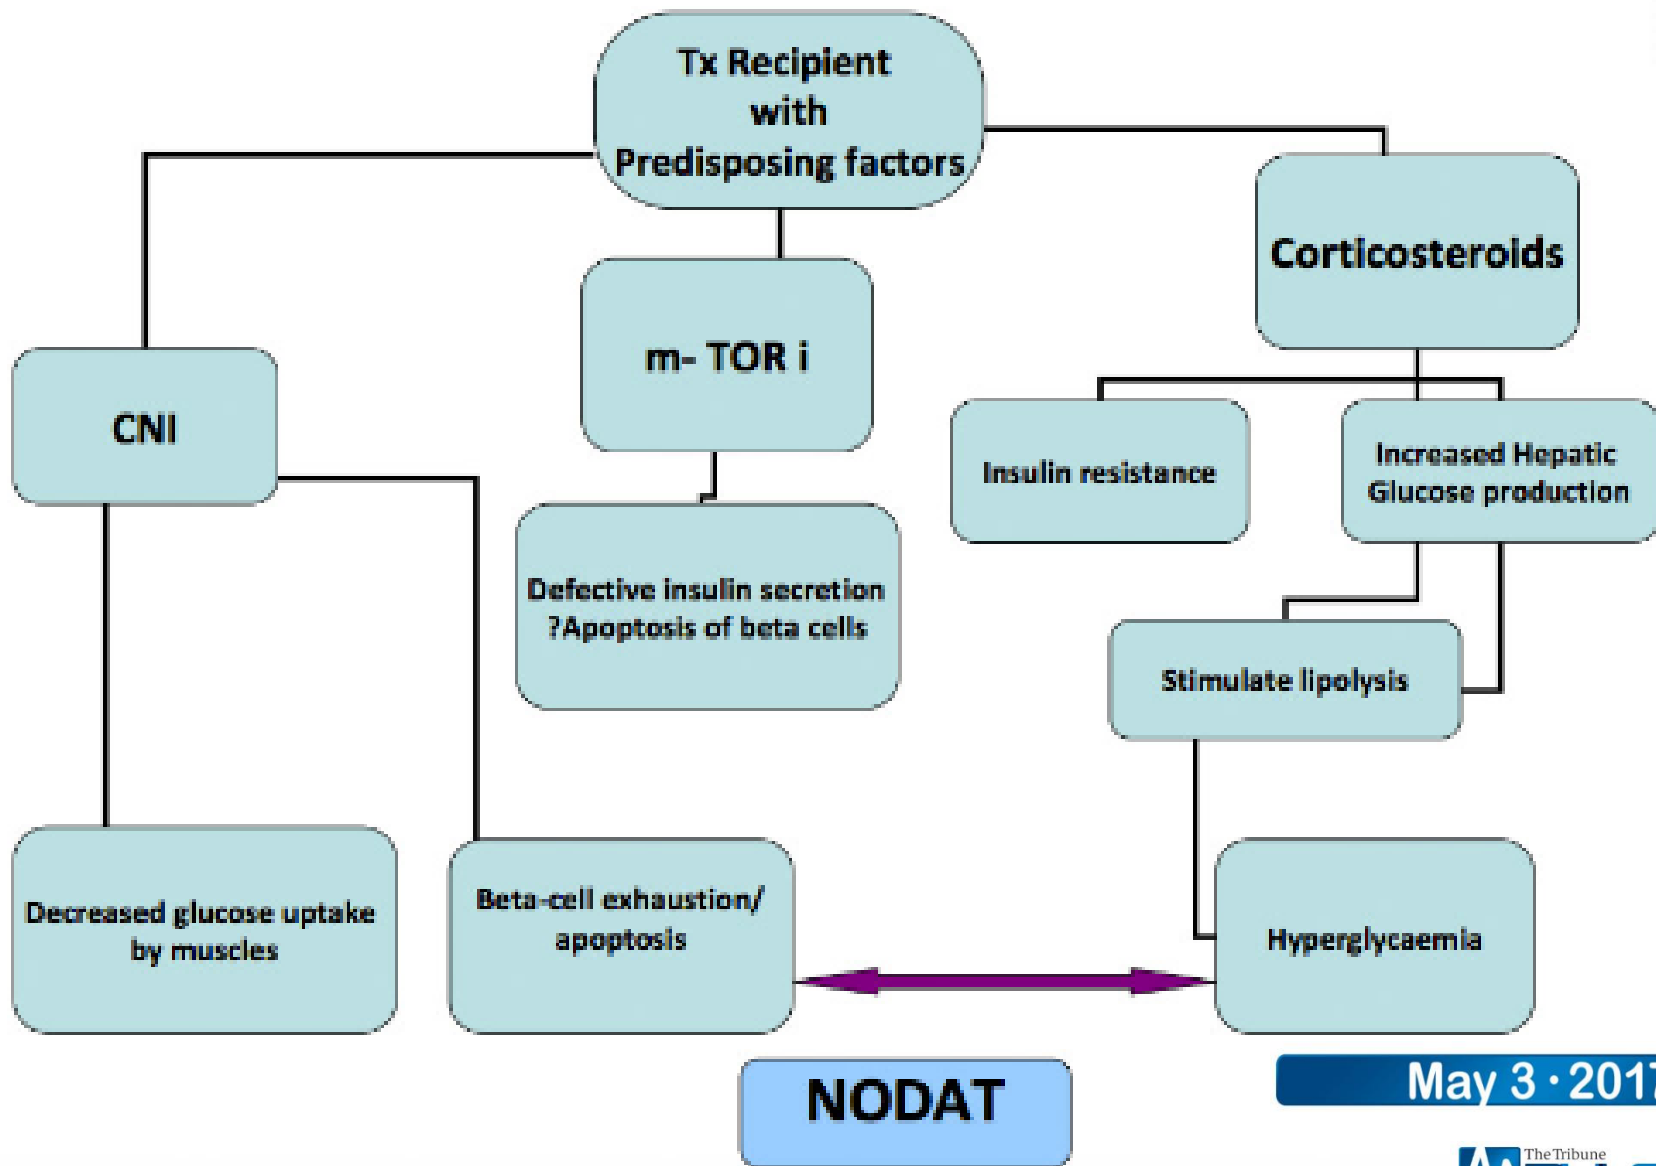 Tx Recipient
with
Predisposing factors
Corticosteroids
m- TOR i
CNI
Insulin resistance
Increased Hepatic
Glucose production
Defective insulin secretion
?Apoptosis of beta cells
Stimulate lipolysis
Decreased glucose uptake
by muscles
Beta-cell exhaustion/
apoptosis
Hyperglycaemia
NODAT
May 3 · 2017
The Tribune